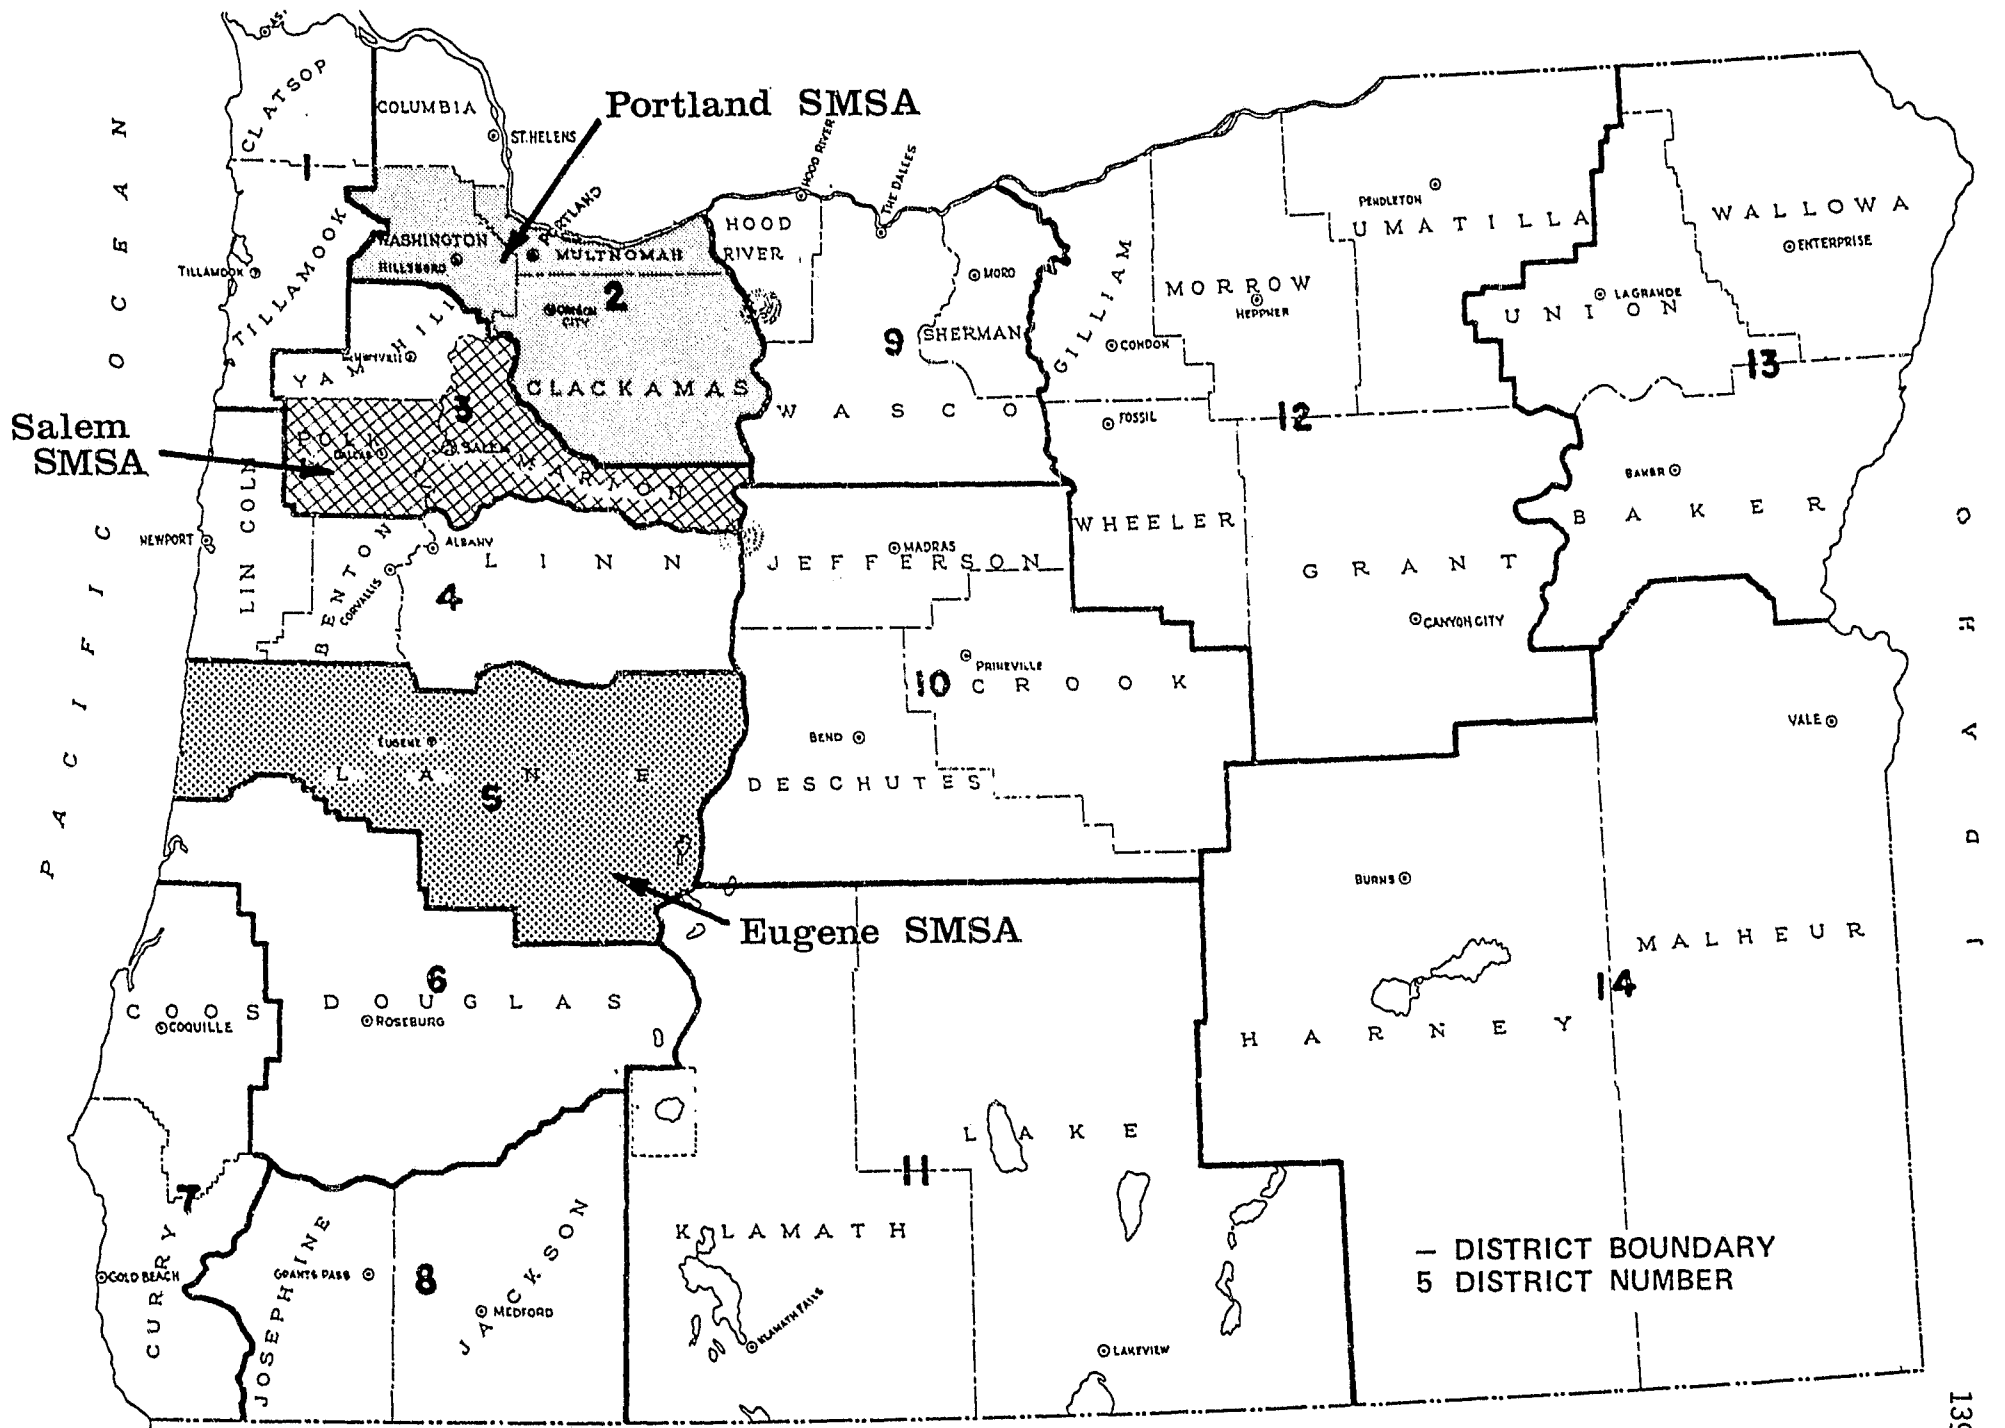 CLATSOP
COLUMBIA
ST. HELENS
Portland SMSA
HOOD RIVER
THE DALLES
PORTLAND
1
TILLAMOOK
TILLAMOOK
WASHINGTON
HILLSBORO
MULTNOMAH
2
OREGON
CITY
HOOD
RIVER
MORO
SHERMAN
9
WASCO
GILLIAM
CONDON
MORROW
HEPPNER
PENDLETON
UMATILLA
WALLOWA
ENTERPRISE
LA GRANDE
UNION
13
YAMHILL
CLACKAMAS
3
Salem
SMSA
POLK
DALLAS
SALEM
MARION
FOSSIL
12
BAKER
BAKER
LINCOLN
NEWPORT
BENTON
CORVALLIS
ALBANY
LINN
4
MADRAS
JEFFERSON
WHEELER
GRANT
CANYON CITY
PRINEVILLE
10
CROOK
BEND
DESCHUTES
EUGENE
LANE
5
Eugene SMSA
VALE
BURNS
MALHEUR
14
HARNEY
6
DOUGLAS
ROSEBURG
COOS
COQUILLE
7
CURRY
GOLD BEACH
JOSEPHINE
GRANTS PASS
8
JACKSON
MEDFORD
LAKE
11
KLAMATH
KLAMATH FALLS
LAKEVIEW
PACIFIC OCEAN
IDAHO
– DISTRICT BOUNDARY
5 DISTRICT NUMBER